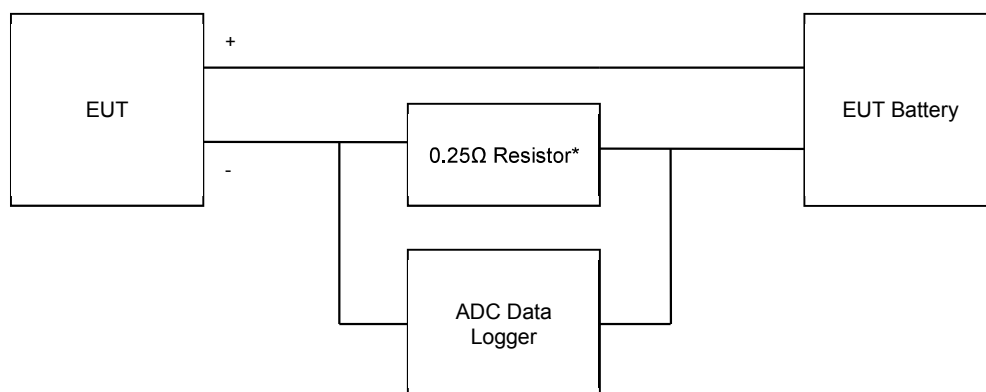 +
EUT
EUT Battery
0.25Ω Resistor*
-
ADC Data
Logger